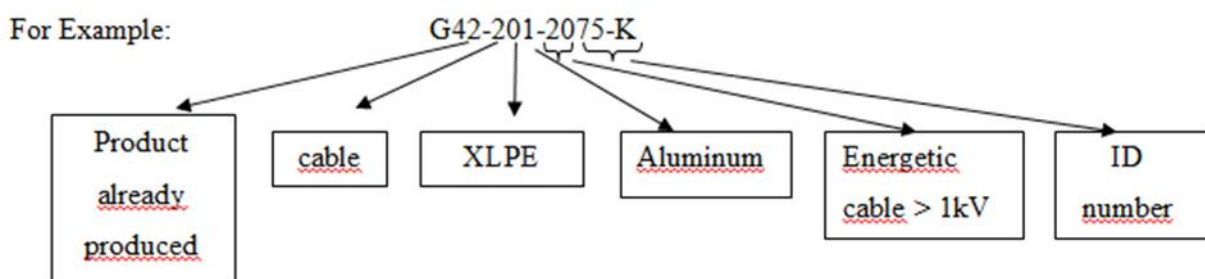 For Example: G42-201-2075-K
Product
already
produced
cable
XLPE
Aluminum
Energetic
cable > 1kV
ID
number